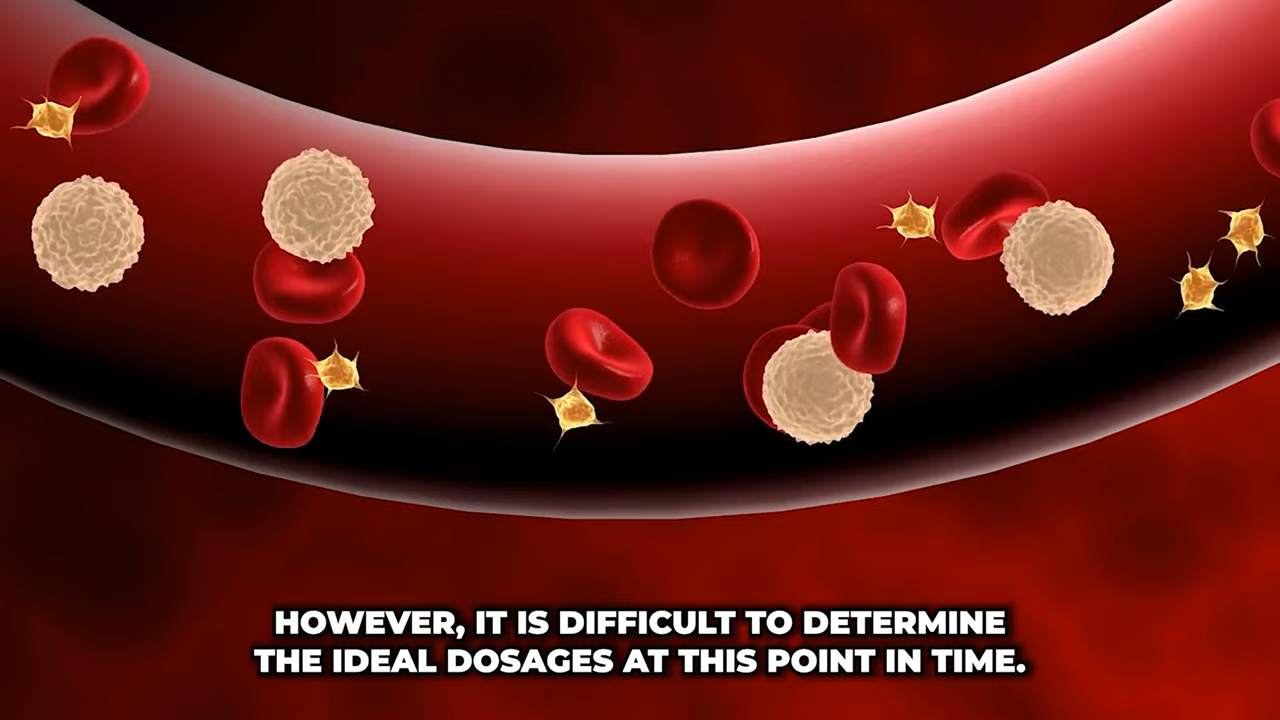 HOWEVER, IT IS DIFFICULT TO DETERMINE
THE IDEAL DOSAGES AT THIS POINT IN TIME.